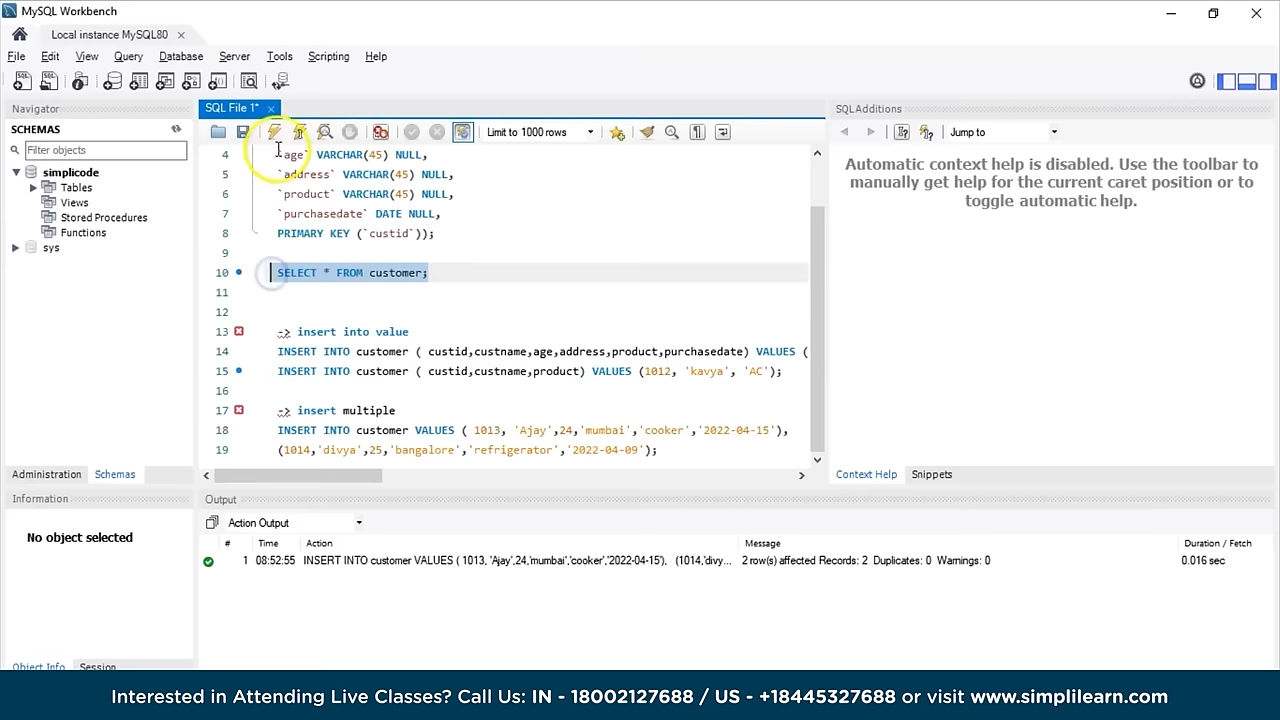 MySQL Workbench
Local instance MySQL80
File Edit View Query Database Server Tools Scripting Help
Navigator
SCHEMAS
Filter objects
simplicode
Tables
Views
Stored Procedures
Functions
sys
Administration Schemas
Information
No object selected
Object Info Session
SQL File 1*
Limit to 1000 rows
4 `age` VARCHAR(45) NULL,
5 `address` VARCHAR(45) NULL,
6 `product` VARCHAR(45) NULL,
7 `purchasedate` DATE NULL,
8 PRIMARY KEY (`custid`));
9
10 SELECT * FROM customer;
11
12
13 -> insert into value
14 INSERT INTO customer ( custid,custname,age,address,product,purchasedate) VALUES (
15 INSERT INTO customer ( custid,custname,product) VALUES (1012, 'kavya', 'AC');
16
17 -> insert multiple
18 INSERT INTO customer VALUES ( 1013, 'Ajay',24,'mumbai','cooker','2022-04-15'),
19 (1014,'divya',25,'bangalore','refrigerator','2022-04-09');
SQLAdditions
Jump to
Automatic context help is disabled. Use the toolbar to
manually get help for the current caret position or to
toggle automatic help.
Context Help Snippets
Output
Action Output
# Time Action Message Duration / Fetch
1 08:52:55 INSERT INTO customer VALUES ( 1013, 'Ajay',24,'mumbai','cooker','2022-04-15'), (1014,'divy... 2 row(s) affected Records: 2 Duplicates: 0 Warnings: 0 0.016 sec
Interested in Attending Live Classes? Call Us: IN - 18002127688 / US - +18445327688 or visit www.simplilearn.com